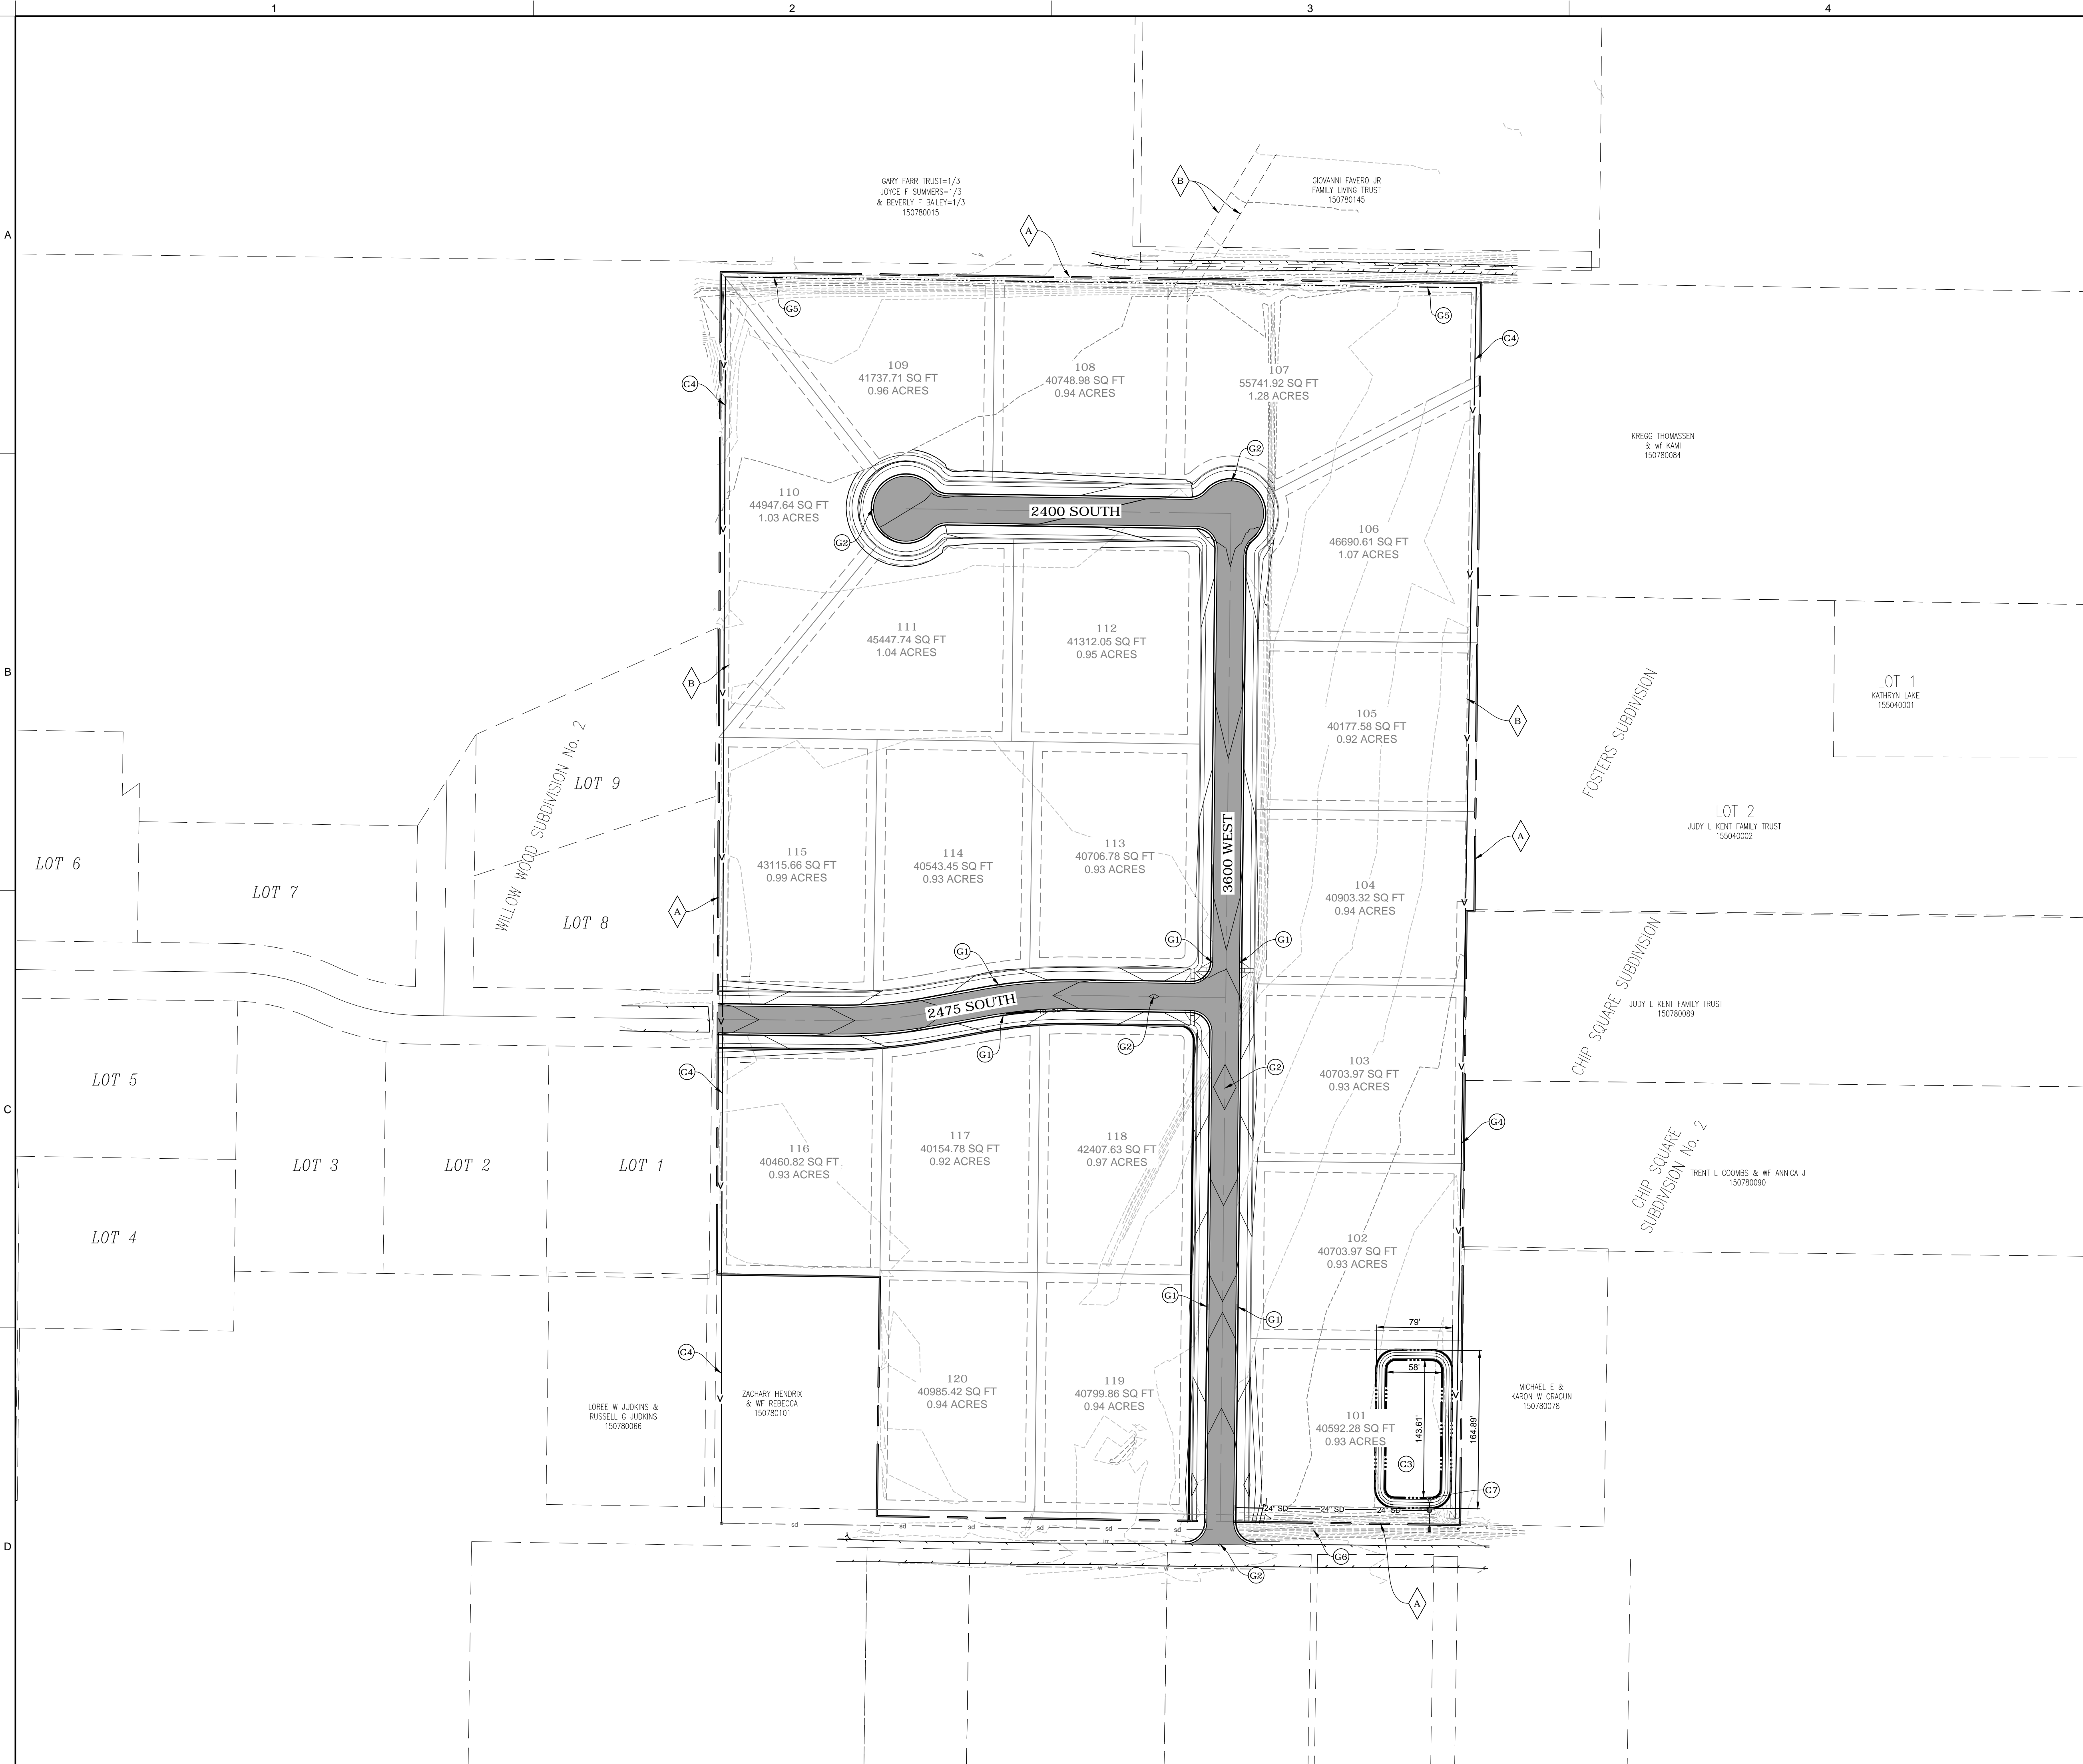 1
2
3
4
A
GARY FARR TRUST=1/3
JOYCE F SUMMERS=1/3
& BEVERLY F BAILEY=1/3
150780015
B
GIOVANNI FAVERO JR
FAMILY LIVING TRUST
150780145
A
G5
G5
G4
G4
109
41737.71 SQ FT
0.96 ACRES
108
40748.98 SQ FT
0.94 ACRES
107
55741.92 SQ FT
1.28 ACRES
KREGG THOMASSEN
& wf KAMI
150780084
G2
110
44947.64 SQ FT
1.03 ACRES
2400 SOUTH
G2
106
46690.61 SQ FT
1.07 ACRES
111
45447.74 SQ FT
1.04 ACRES
112
41312.05 SQ FT
0.95 ACRES
B
B
B
105
40177.58 SQ FT
0.92 ACRES
FOSTERS SUBDIVISION
LOT 1
KATHRYN LAKE
155040001
LOT 2
JUDY L KENT FAMILY TRUST
155040002
WILLOW WOOD SUBDIVISION No. 2
LOT 9
LOT 6
LOT 7
LOT 8
A
115
43115.66 SQ FT
0.99 ACRES
114
40543.45 SQ FT
0.93 ACRES
113
40706.78 SQ FT
0.93 ACRES
3600 WEST
104
40903.32 SQ FT
0.94 ACRES
A
G1
G1
G1
2475 SOUTH
G1
G2
G2
CHIP SQUARE SUBDIVISION
JUDY L KENT FAMILY TRUST
150780089
LOT 5
G4
103
40703.97 SQ FT
0.93 ACRES
C
G4
LOT 3
LOT 2
LOT 1
LOT 4
116
40460.82 SQ FT
0.93 ACRES
117
40154.78 SQ FT
0.92 ACRES
118
42407.63 SQ FT
0.97 ACRES
CHIP SQUARE
SUBDIVISION No. 2
TRENT L COOMBS & WF ANNICA J
150780090
102
40703.97 SQ FT
0.93 ACRES
G1
G1
79'
58'
143.61'
164.89'
G4
LOREE W JUDKINS &
RUSSELL G JUDKINS
150780066
ZACHARY HENDRIX
& WF REBECCA
150780101
120
40985.42 SQ FT
0.94 ACRES
119
40799.86 SQ FT
0.94 ACRES
101
40592.28 SQ FT
0.93 ACRES
G3
MICHAEL E &
KARON W CRAGUN
150780078
G7
24" SD
24" SD
24" SD
sd
sd
sd
sd
sd
sd
D
G6
G2
A
w
w
w